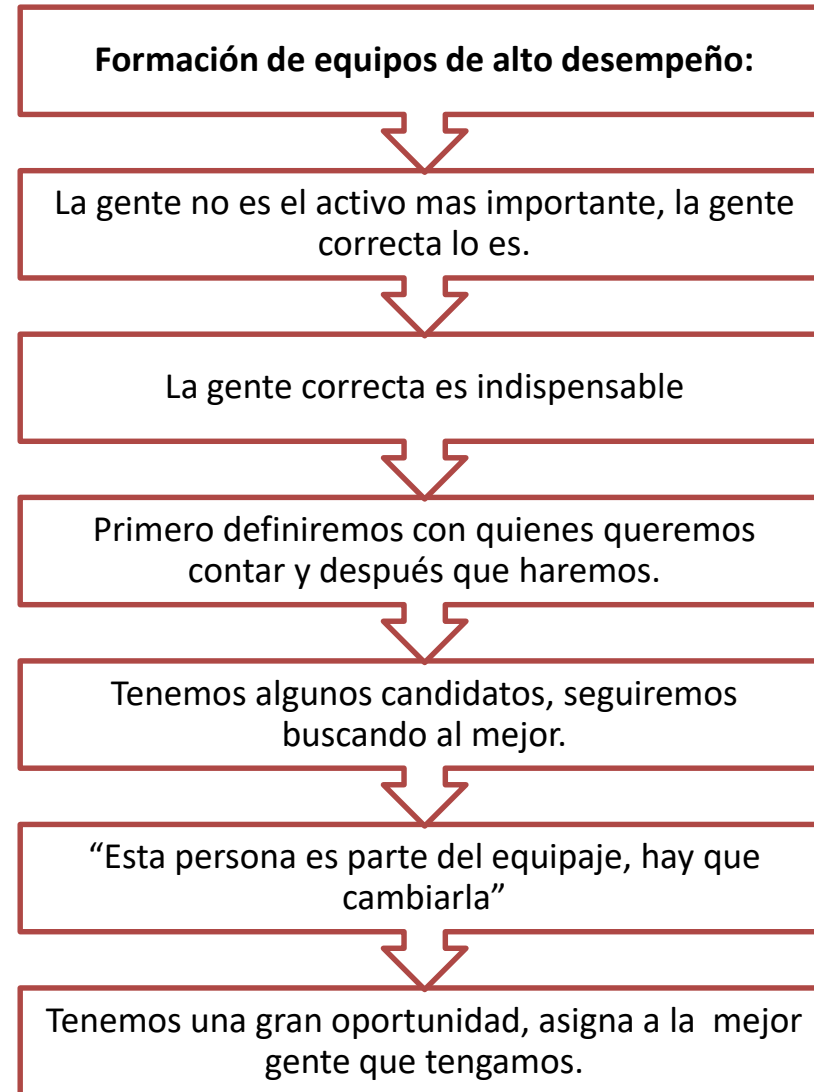 Formación de equipos de alto desempeño:
La gente no es el activo mas importante, la gente
correcta lo es.
La gente correcta es indispensable
Primero definiremos con quienes queremos
contar y después que haremos.
Tenemos algunos candidatos, seguiremos
buscando al mejor.
“Esta persona es parte del equipaje, hay que
cambiarla”
Tenemos una gran oportunidad, asigna a la  mejor
gente que tengamos.